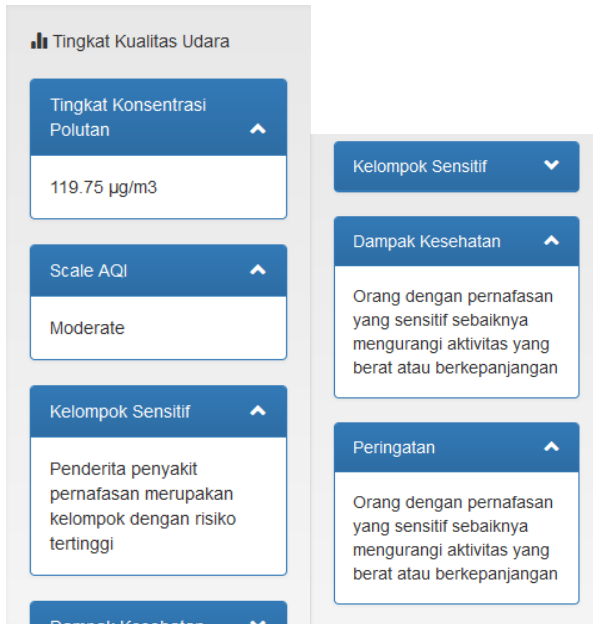 Tingkat Kualitas Udara
Tingkat Konsentrasi
Polutan
119.75 µg/m3
Scale AQI
Moderate
Kelompok Sensitif
Penderita penyakit
pernafasan merupakan
kelompok dengan risiko
tertinggi
Dampak Kesehatan
Kelompok Sensitif
Dampak Kesehatan
Orang dengan pernafasan
yang sensitif sebaiknya
mengurangi aktivitas yang
berat atau berkepanjangan
Peringatan
Orang dengan pernafasan
yang sensitif sebaiknya
mengurangi aktivitas yang
berat atau berkepanjangan